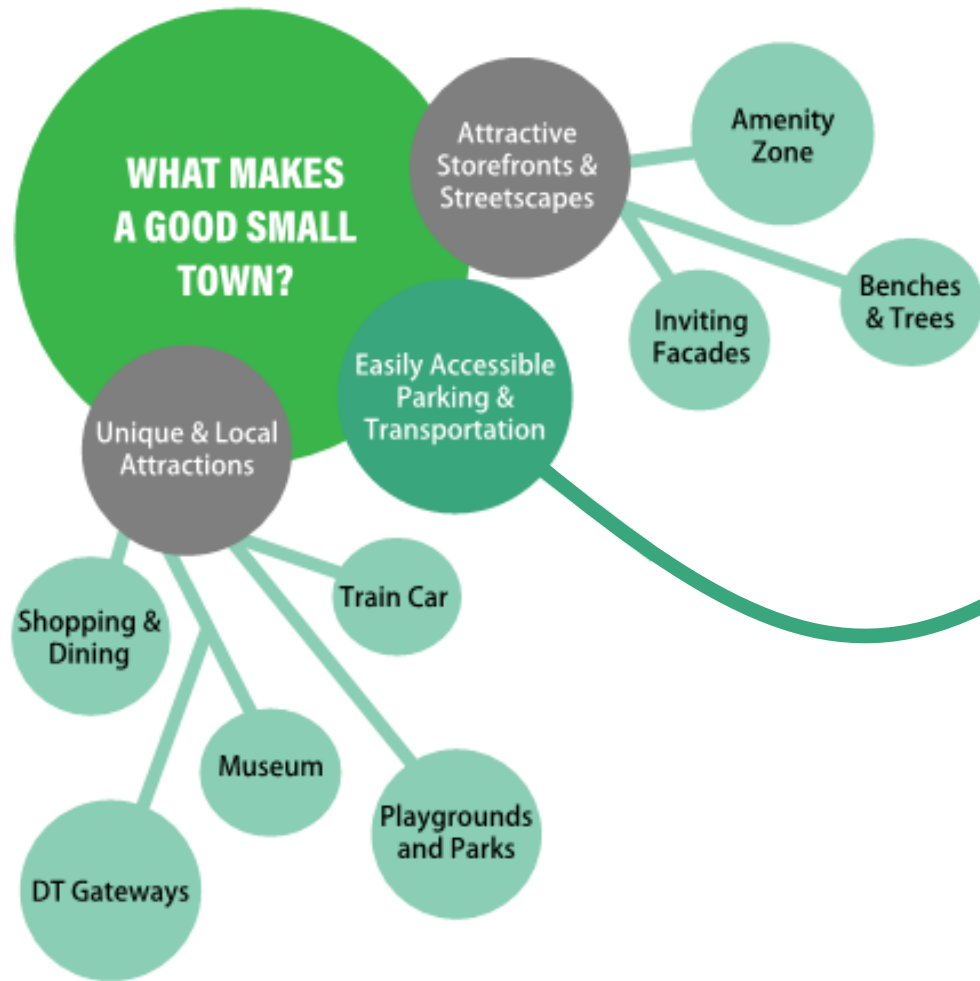 WHAT MAKES
A GOOD SMALL
TOWN?
Attractive
Storefronts &
Streetscapes
Amenity
Zone
Benches
& Trees
Inviting
Facades
Easily Accessible
Parking &
Transportation
Unique & Local
Attractions
Train Car
Shopping &
Dining
Museum
Playgrounds
and Parks
DT Gateways